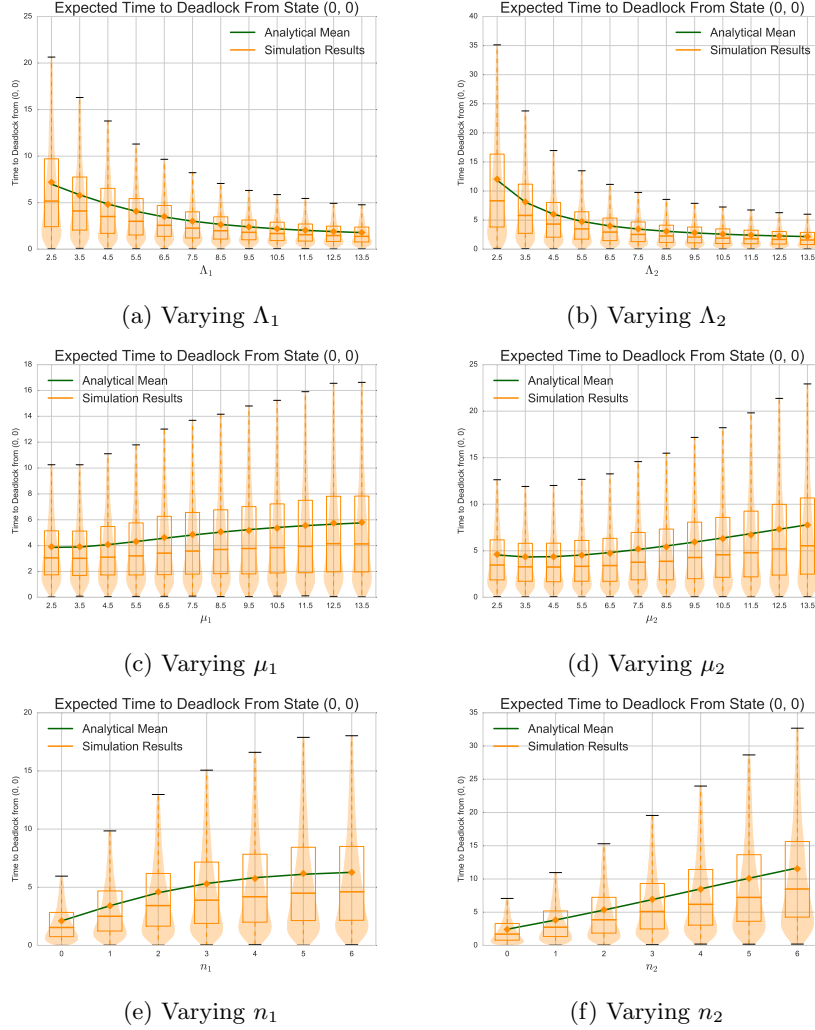 Expected Time to Deadlock From State (0, 0)
Analytical Mean
Simulation Results
Time to Deadlock from (0, 0)
25
20
15
10
5
0
2.5 3.5 4.5 5.5 6.5 7.5 8.5 9.5 10.5 11.5 12.5 13.5
Λ₁
(a) Varying Λ₁
Expected Time to Deadlock From State (0, 0)
Analytical Mean
Simulation Results
Time to Deadlock from (0, 0)
40
35
30
25
20
15
10
5
0
2.5 3.5 4.5 5.5 6.5 7.5 8.5 9.5 10.5 11.5 12.5 13.5
Λ₂
(b) Varying Λ₂
Expected Time to Deadlock From State (0, 0)
Analytical Mean
Simulation Results
Time to Deadlock from (0, 0)
18
16
14
12
10
8
6
4
2
0
2.5 3.5 4.5 5.5 6.5 7.5 8.5 9.5 10.5 11.5 12.5 13.5
μ₁
(c) Varying μ₁
Expected Time to Deadlock From State (0, 0)
Analytical Mean
Simulation Results
Time to Deadlock from (0, 0)
25
20
15
10
5
0
2.5 3.5 4.5 5.5 6.5 7.5 8.5 9.5 10.5 11.5 12.5 13.5
μ₂
(d) Varying μ₂
Expected Time to Deadlock From State (0, 0)
Analytical Mean
Simulation Results
Time to Deadlock from (0, 0)
20
15
10
5
0
0 1 2 3 4 5 6
n₁
(e) Varying n₁
Expected Time to Deadlock From State (0, 0)
Analytical Mean
Simulation Results
Time to Deadlock from (0, 0)
35
30
25
20
15
10
5
0
0 1 2 3 4 5 6
n₂
(f) Varying n₂